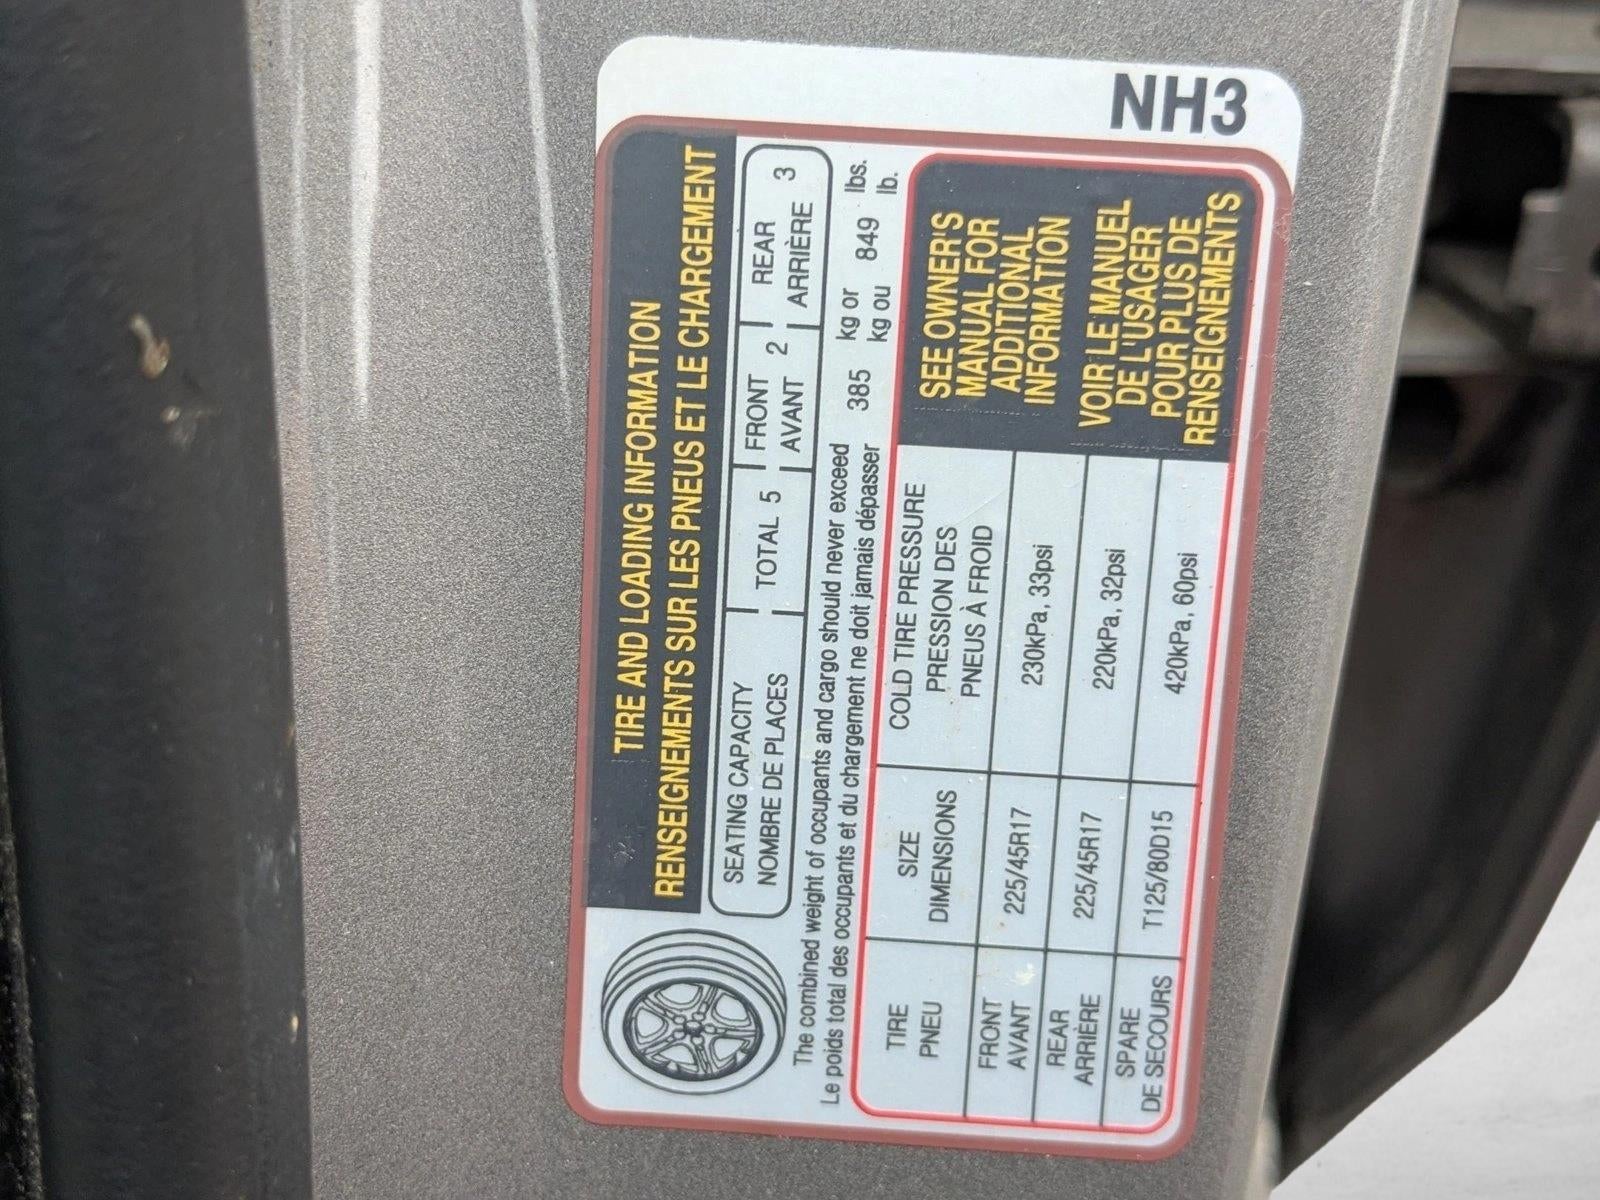 NH3
TIRE AND LOADING INFORMATION
RENSEIGNEMENTS SUR LES PNEUS ET LE CHARGEMENT
SEATING CAPACITY
NOMBRE DE PLACES
TOTAL 5
FRONT
AVANT 2
REAR
ARRIÈRE 3
The combined weight of occupants and cargo should never exceed 385 kg or 849 lbs.
Le poids total des occupants et du chargement ne doit jamais dépasser kg ou lb.
TIRE
PNEU
SIZE
DIMENSIONS
COLD TIRE PRESSURE
PRESSION DES
PNEUS À FROID
FRONT
AVANT
225/45R17
230kPa, 33psi
REAR
ARRIÈRE
225/45R17
220kPa, 32psi
SPARE
DE SECOURS
T125/80D15
420kPa, 60psi
SEE OWNER'S
MANUAL FOR
ADDITIONAL
INFORMATION
VOIR LE MANUEL
DE L'USAGER
POUR PLUS DE
RENSEIGNEMENTS